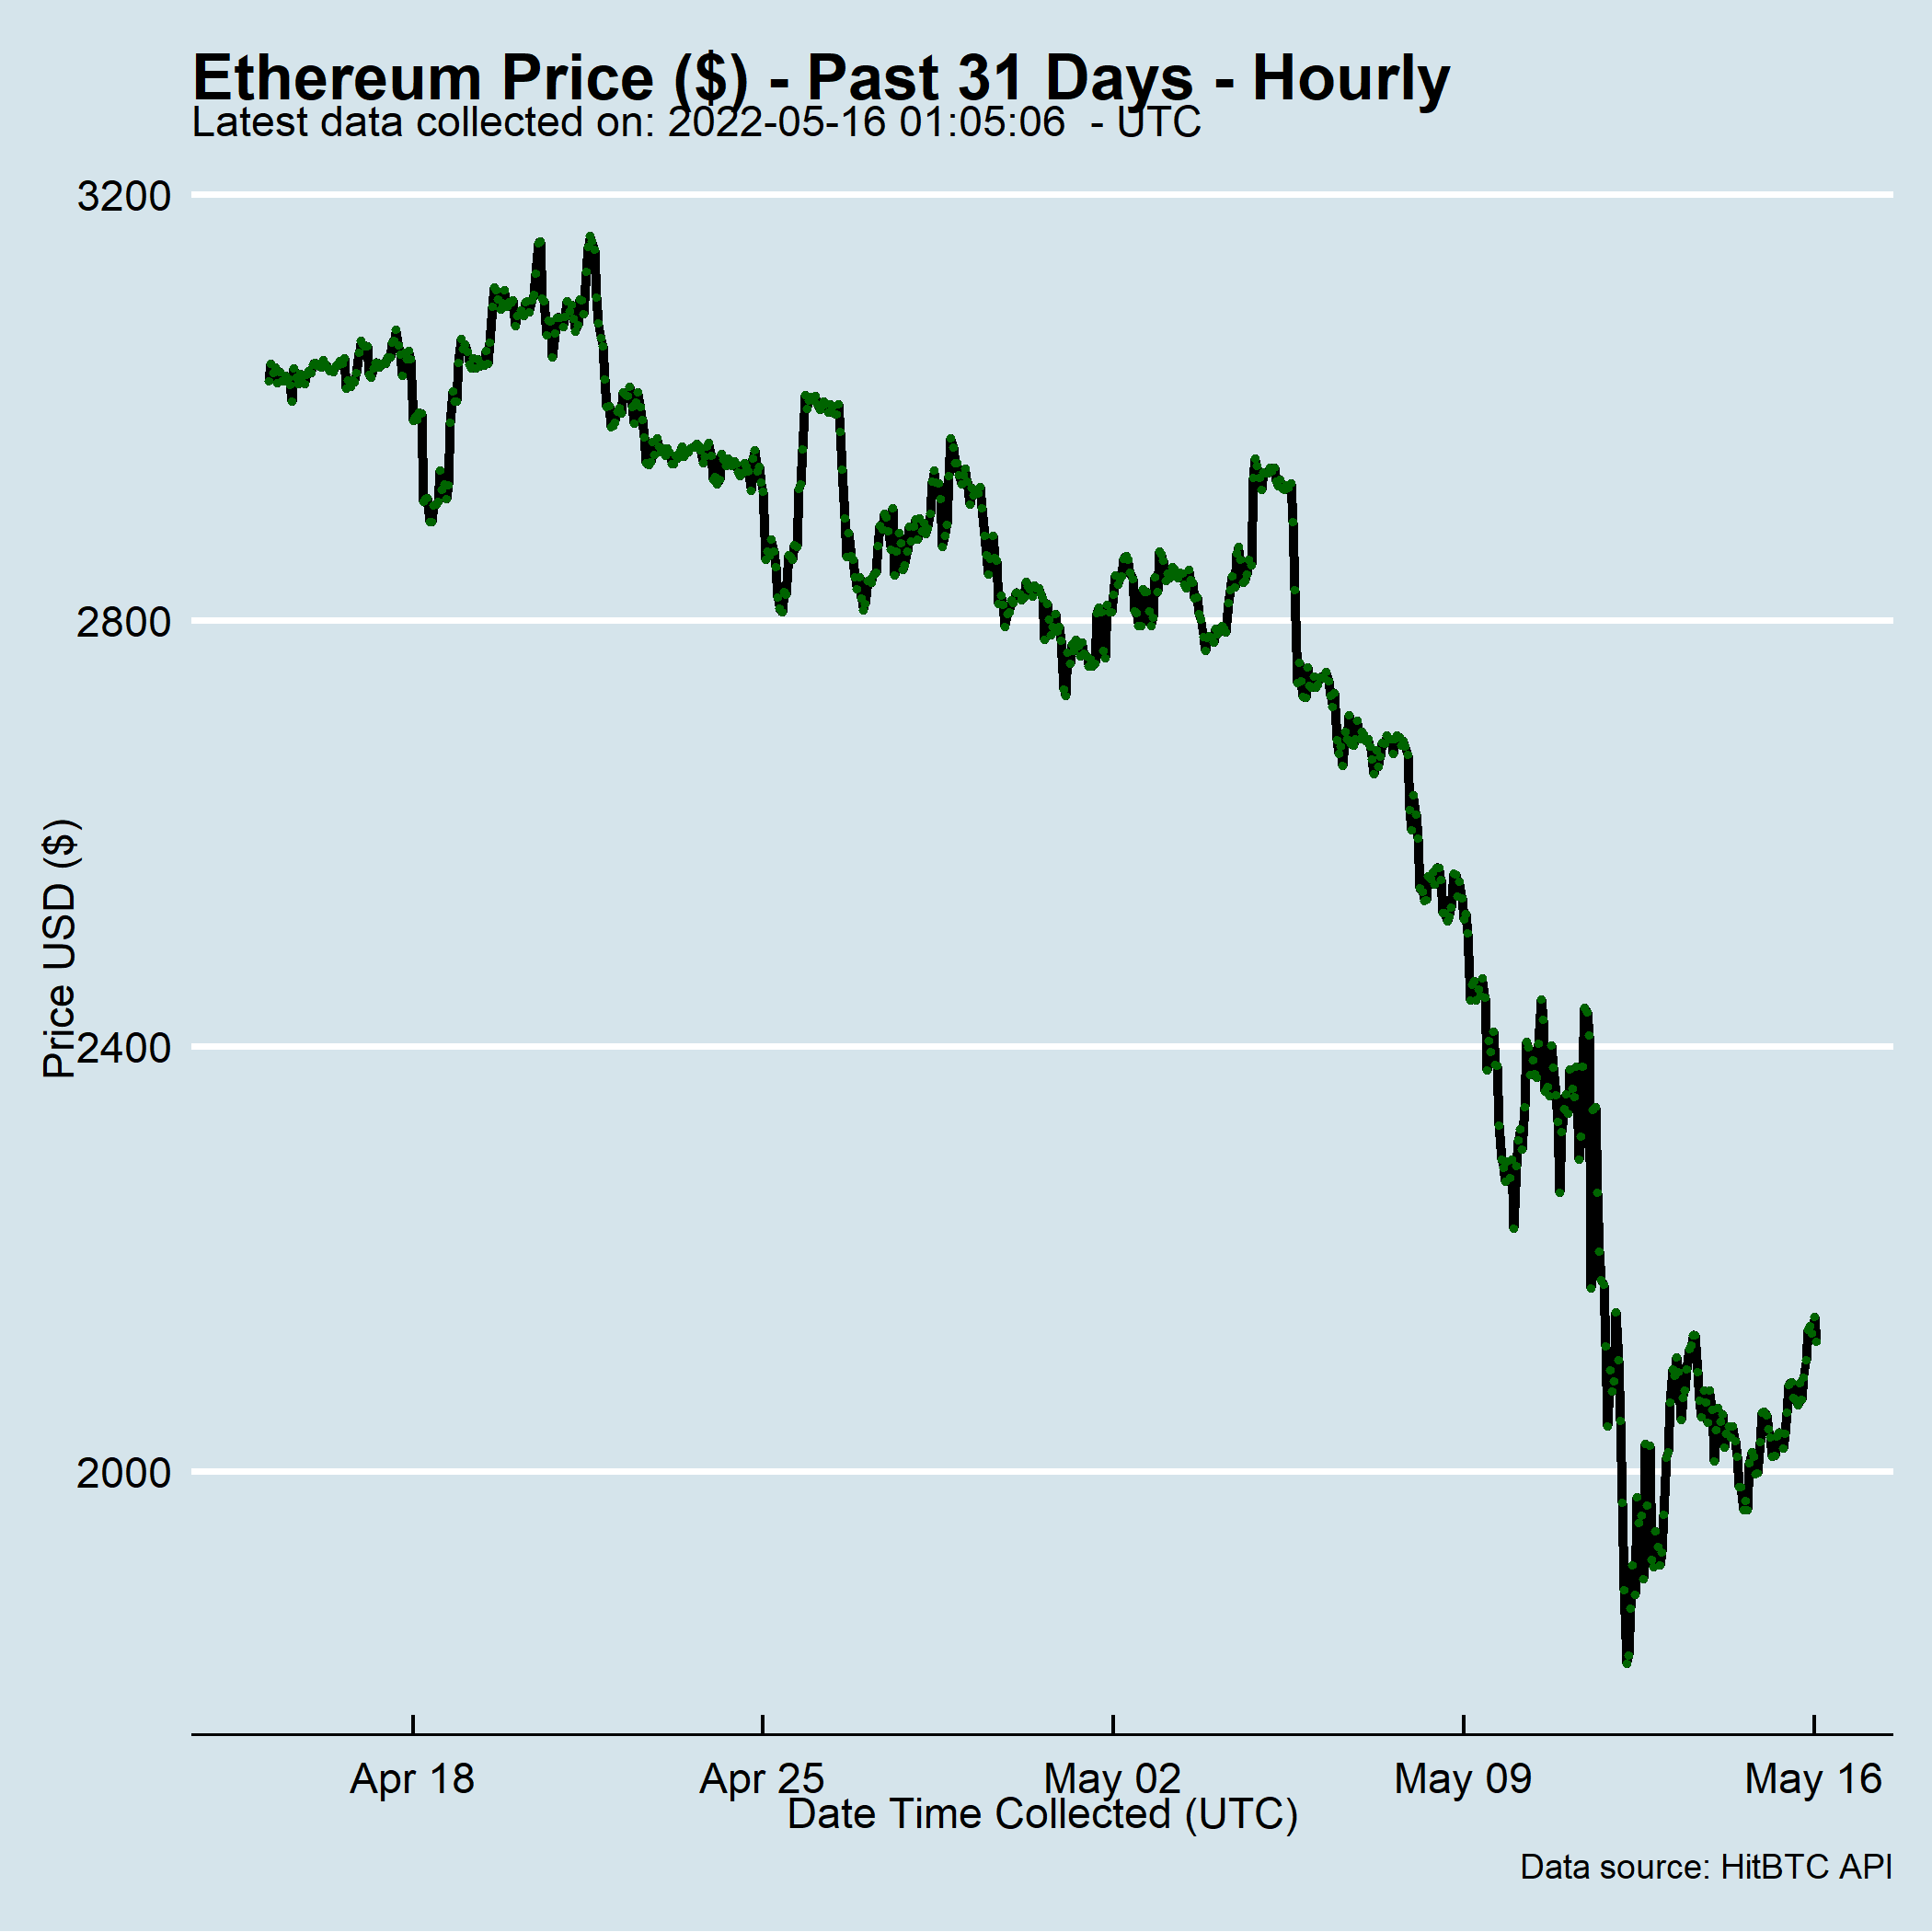 Ethereum Price ($) - Past 31 Days - Hourly
Latest data collected on: 2022-05-16 01:05:06  - UTC
3200
2800
2400
2000
Price USD ($)
Apr 18
Apr 25
May 02
May 09
May 16
Date Time Collected (UTC)
Data source: HitBTC API